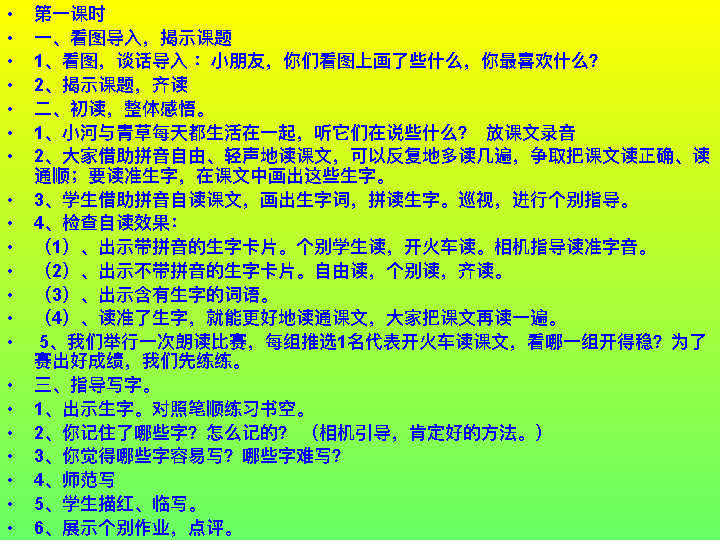 • 第一课时
• 一、看图导入，揭示课题
• 1、看图，谈话导入：小朋友，你们看图上画了些什么，你最喜欢什么?
• 2、揭示课题，齐读
• 二、初读，整体感悟。
• 1、小河与青草每天都生活在一起，听它们在说些什么? 放课文录音
• 2、大家借助拼音自由、轻声地读课文，可以反复地多读几遍，争取把课文读正确、读
通顺；要读准生字，在课文中画出这些生字。
• 3、学生借助拼音自读课文，画出生字词，拼读生字。巡视，进行个别指导。
• 4、检查自读效果：
• （1）、出示带拼音的生字卡片。个别学生读，开火车读。相机指导读准字音。
• （2）、出示不带拼音的生字卡片。自由读，个别读，齐读。
• （3）、出示含有生字的词语。
• （4）、读准了生字，就能更好地读通课文，大家把课文再读一遍。
• 5、我们举行一次朗读比赛，每组推选1名代表开火车读课文，看哪一组开得稳? 为了
赛出好成绩，我们先练练。
• 三、指导写字。
• 1、出示生字。对照笔顺练习书空。
• 2、你记住了哪些字? 怎么记的? （相机引导，肯定好的方法。）
• 3、你觉得哪些字容易写? 哪些字难写?
• 4、师范写
• 5、学生描红、临写。
• 6、展示个别作业，点评。